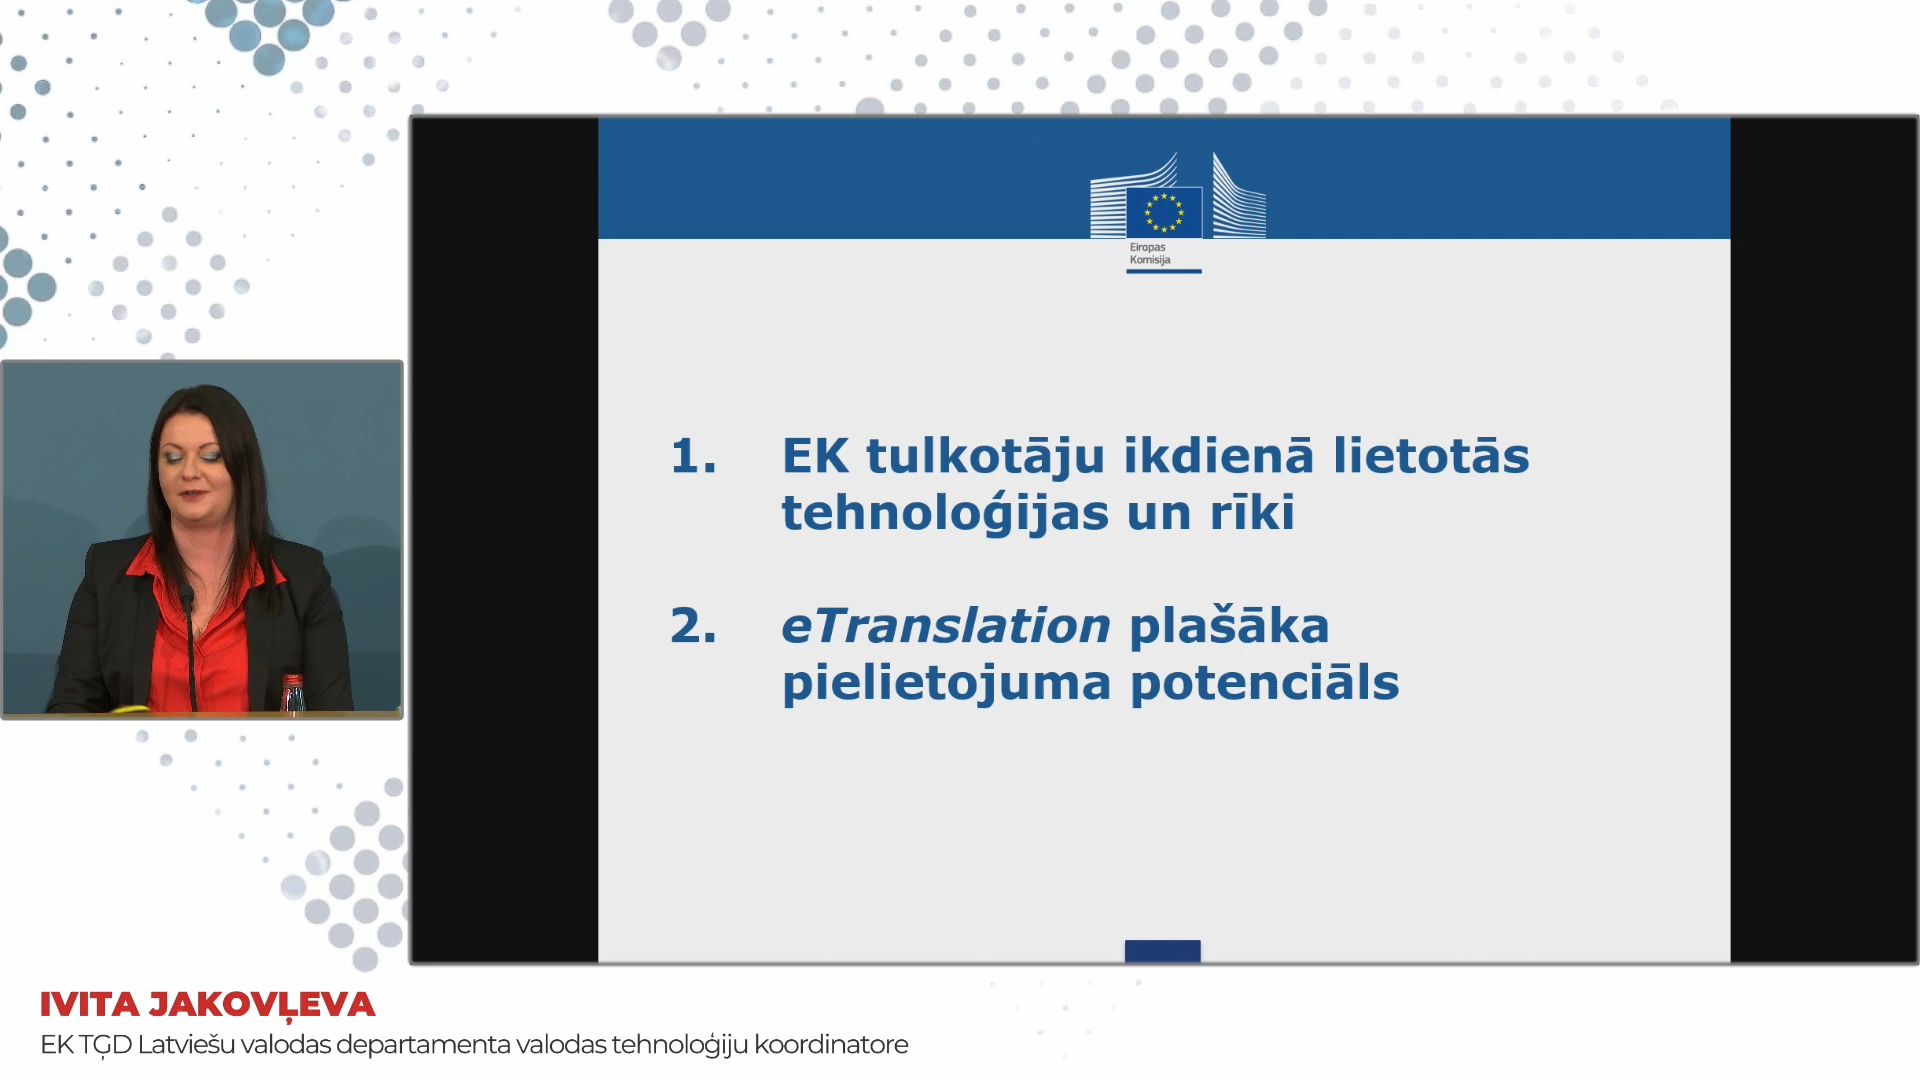 Eiropas
Komisija
1. EK tulkotāju ikdienā lietotās
tehnoloģijas un rīki
2. eTranslation plašāka
pielietojuma potenciāls
IVITA JAKOVĻEVA
EK TĢD Latviešu valodas departamenta valodas tehnoloģiju koordinatore